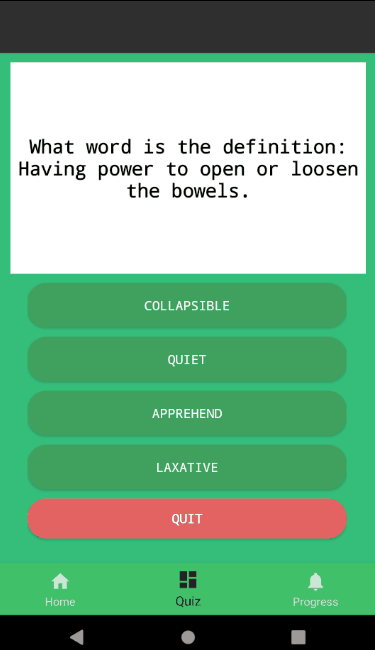 What word is the definition:
Having power to open or loosen
the bowels.
COLLAPSIBLE
QUIET
APPREHEND
LAXATIVE
QUIT
Home
Quiz
Progress